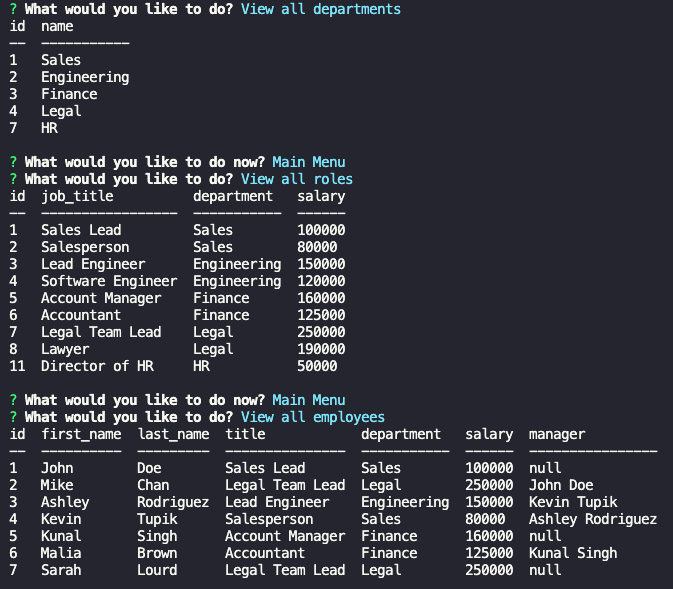 ? What would you like to do? View all departments
id  name
--  -----------
1   Sales
2   Engineering
3   Finance
4   Legal
7   HR
? What would you like to do now? Main Menu
? What would you like to do? View all roles
id  job_title          department   salary
--  -----------------  -----------  ------
1   Sales Lead         Sales        100000
2   Salesperson        Sales        80000
3   Lead Engineer      Engineering  150000
4   Software Engineer  Engineering  120000
5   Account Manager    Finance      160000
6   Accountant         Finance      125000
7   Legal Team Lead    Legal        250000
8   Lawyer             Legal        190000
11  Director of HR     HR           50000
? What would you like to do now? Main Menu
? What would you like to do? View all employees
id  first_name  last_name  title            department   salary  manager
--  ----------  ---------  ---------------  -----------  ------  ----------------
1   John        Doe        Sales Lead       Sales        100000  null
2   Mike        Chan       Legal Team Lead  Legal        250000  John Doe
3   Ashley      Rodriguez  Lead Engineer    Engineering  150000  Kevin Tupik
4   Kevin       Tupik      Salesperson      Sales        80000   Ashley Rodriguez
5   Kunal       Singh      Account Manager  Finance      160000  null
6   Malia       Brown      Accountant       Finance      125000  Kunal Singh
7   Sarah       Lourd      Legal Team Lead  Legal        250000  null